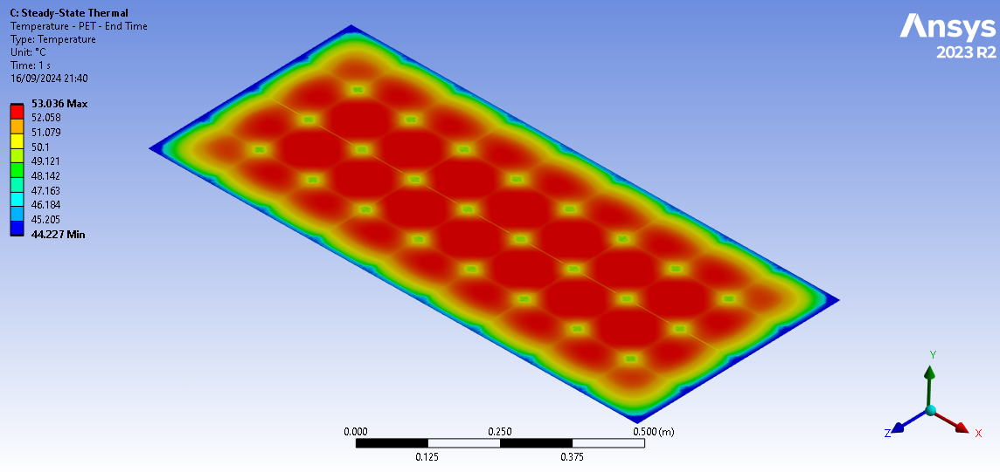 C: Steady-State Thermal
Temperature - PET - End Time
Type: Temperature
Unit: °C
Time: 1 s
16/09/2024 21:40
53.036 Max
52.058
51.079
50.1
49.121
48.142
47.163
46.184
45.205
44.227 Min
Ansys
2023 R2
0.000 0.250 0.500 (m)
0.125 0.375
Y
Z X